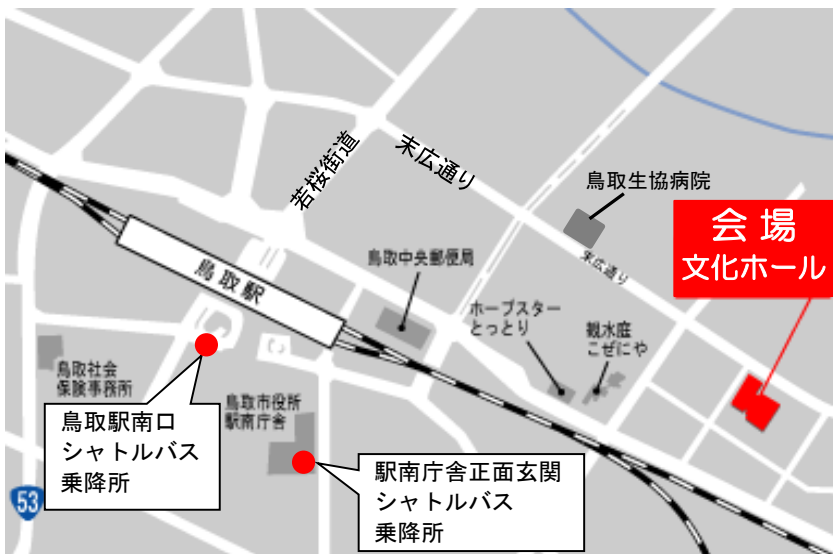 若桜街道
末広通り
鳥取生協病院
会場
文化ホール
末広通り
鳥取中央郵便局
鳥取駅
ホープスター
とっとり
観水庭
こぜにや
鳥取社会
保険事務所
鳥取市役所
駅南庁舎
鳥取駅南口
シャトルバス
乗降所
駅南庁舎正面玄関
シャトルバス
乗降所
53